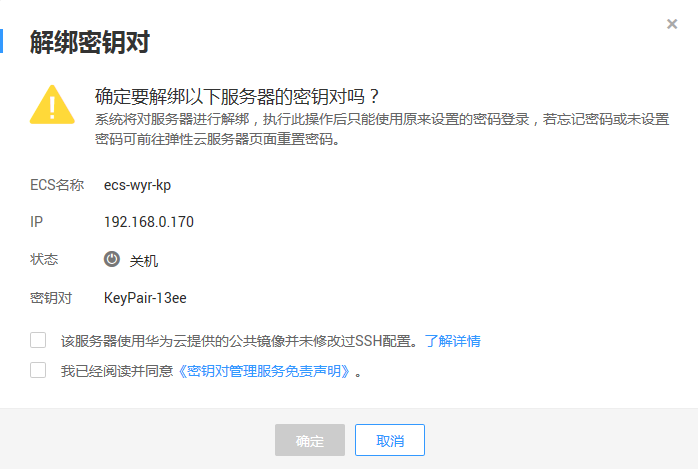 解绑密钥对
确定要解绑以下服务器的密钥对吗？
系统将对服务器进行解绑，执行此操作后只能使用原来设置的密码登录，若忘记密码或未设置
密码可前往弹性云服务器页面重置密码。
ECS名称 ecs-wyr-kp
IP 192.168.0.170
状态 关机
密钥对 KeyPair-13ee
该服务器使用华为云提供的公共镜像并未修改过SSH配置。了解详情
我已经阅读并同意《密钥对管理服务免责声明》。
确定 取消